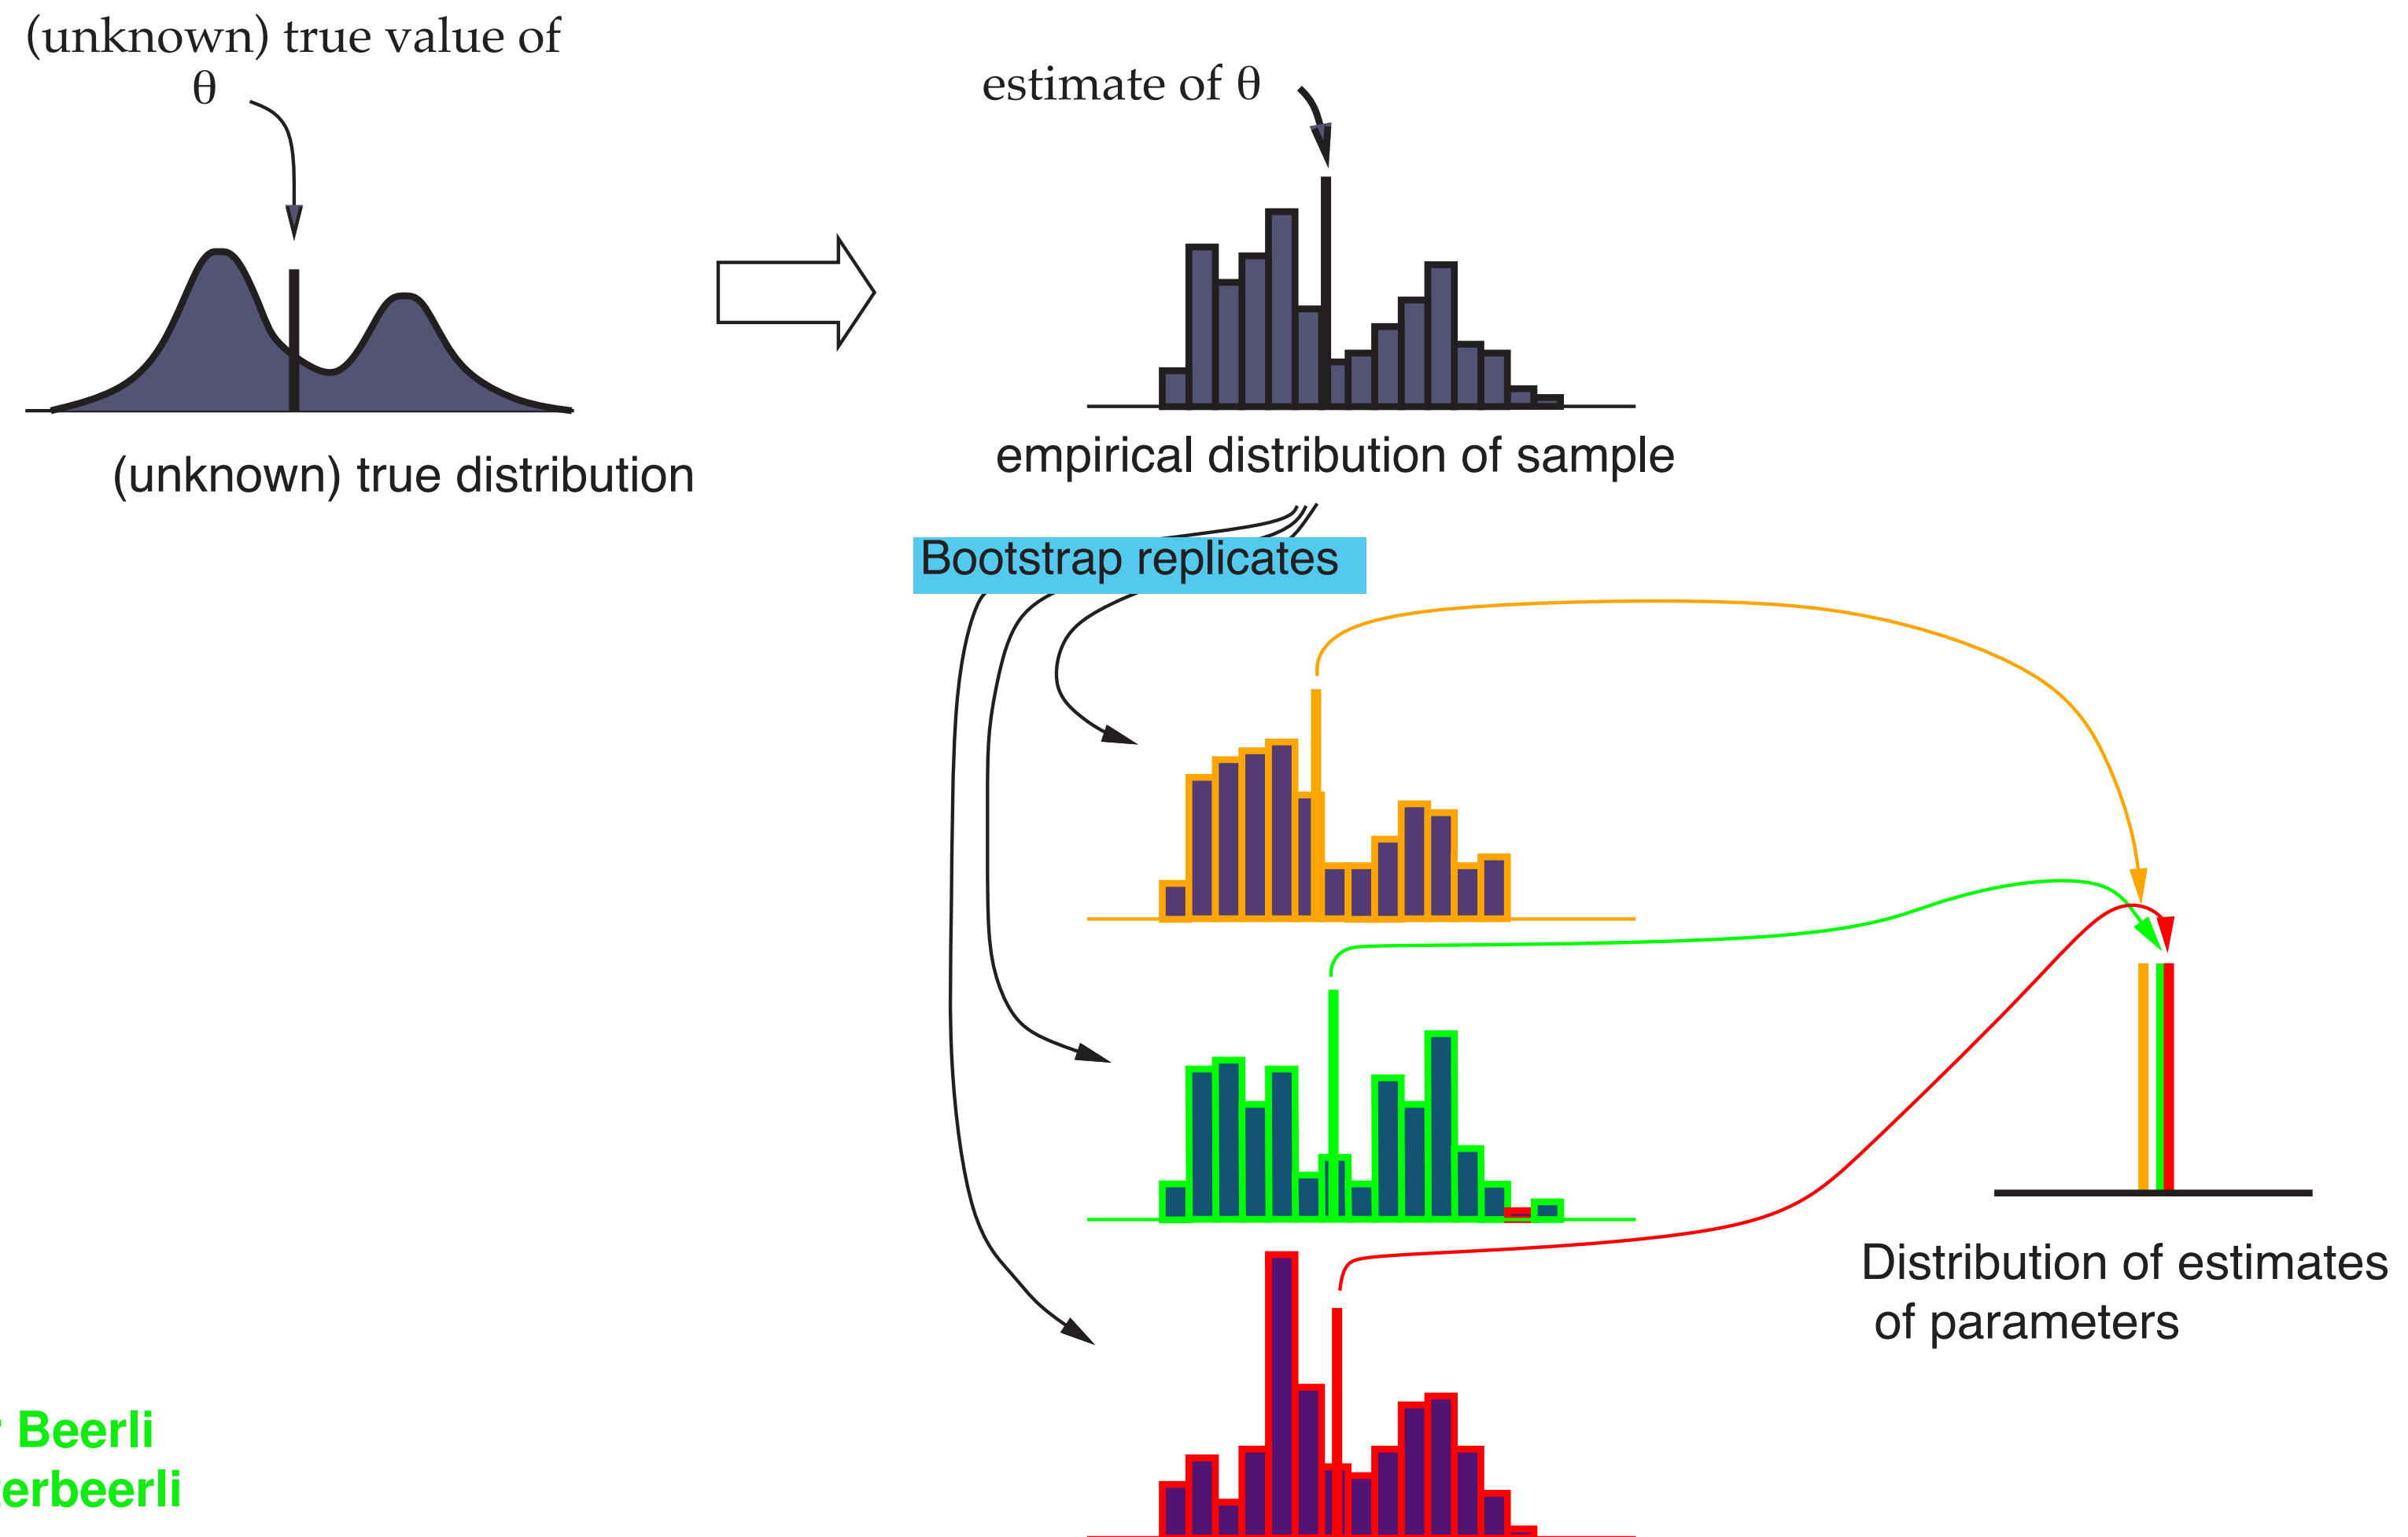 (unknown) true value of
θ
estimate of θ
(unknown) true distribution
empirical distribution of sample
Bootstrap replicates
Distribution of estimates
of parameters
Beerli
erbeerli